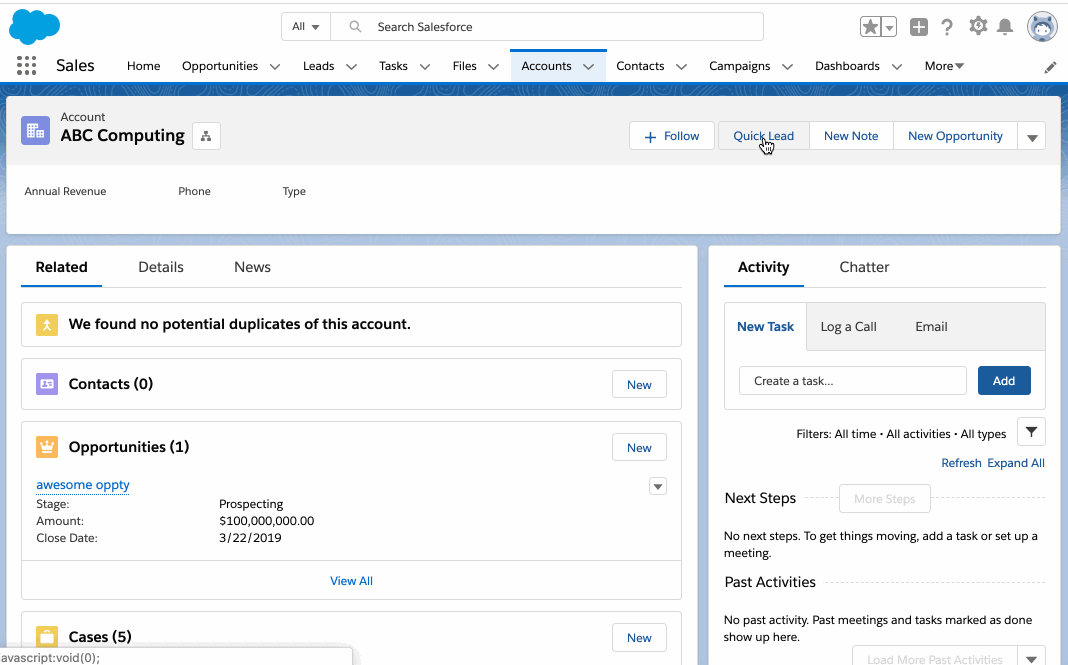 All
Search Salesforce
Sales
Home
Opportunities
Leads
Tasks
Files
Accounts
Contacts
Campaigns
Dashboards
More
Account
ABC Computing
Follow
Quick Lead
New Note
New Opportunity
Annual Revenue
Phone
Type
Related
Details
News
We found no potential duplicates of this account.
Contacts (0)
New
Opportunities (1)
New
awesome oppty
Stage: Prospecting
Amount: $100,000,000.00
Close Date: 3/22/2019
View All
Cases (5)
New
avascript:void(0);
Activity
Chatter
New Task
Log a Call
Email
Create a task...
Add
Filters: All time • All activities • All types
Refresh Expand All
Next Steps
More Steps
No next steps. To get things moving, add a task or set up a
meeting.
Past Activities
No past activity. Past meetings and tasks marked as done
show up here.
Load More Past Activities